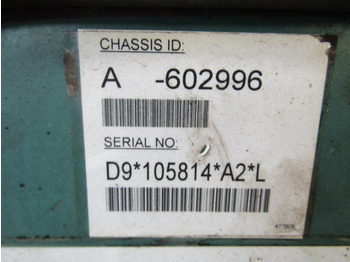 CHASSIS ID:
A -602996
SERIAL NO:
D9*105814*A2*L